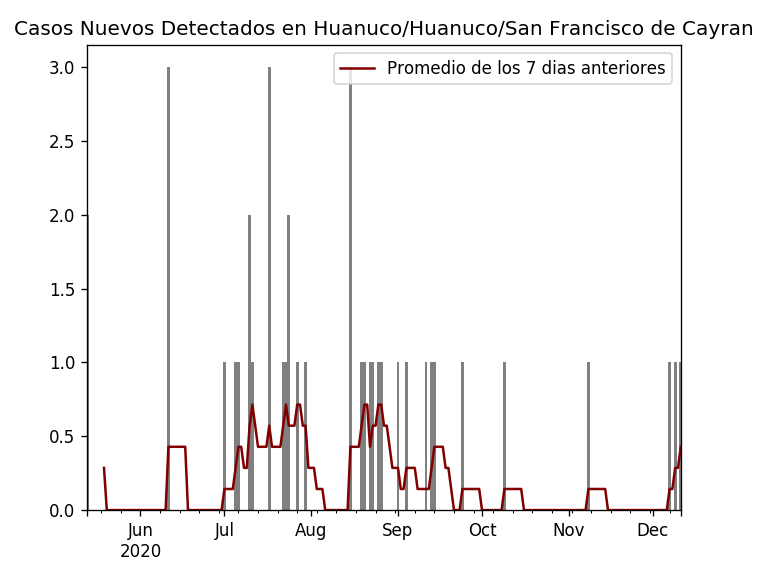 Casos Nuevos Detectados en Huanuco/Huanuco/San Francisco de Cayran
Promedio de los 7 dias anteriores
3.0
2.5
2.0
1.5
1.0
0.5
0.0
Jun Jul Aug Sep Oct Nov Dec
2020